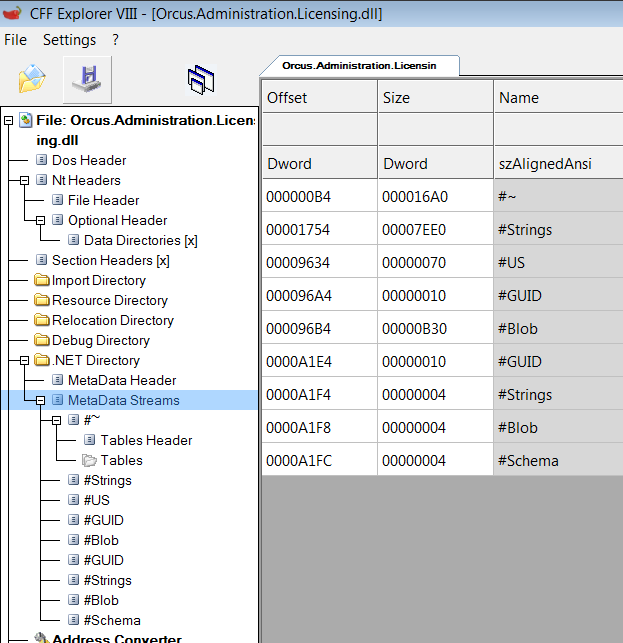 CFF Explorer VIII - [Orcus.Administration.Licensing.dll]
File Settings ?
File: Orcus.Administration.Licen
ing.dll
Dos Header
Nt Headers
File Header
Optional Header
Data Directories [x]
Section Headers [x]
Import Directory
Resource Directory
Relocation Directory
Debug Directory
.NET Directory
MetaData Header
MetaData Streams
#~
Tables Header
Tables
#Strings
#US
#GUID
#Blob
#GUID
#Strings
#Blob
#Schema
Address Converter
Orcus.Administration.Licensin
Offset Size Name
Dword Dword szAlignedAnsi
000000B4 000016A0 #~
00001754 00007EE0 #Strings
00009634 00000070 #US
000096A4 00000010 #GUID
000096B4 00000B30 #Blob
0000A1E4 00000010 #GUID
0000A1F4 00000004 #Strings
0000A1F8 00000004 #Blob
0000A1FC 00000004 #Schema